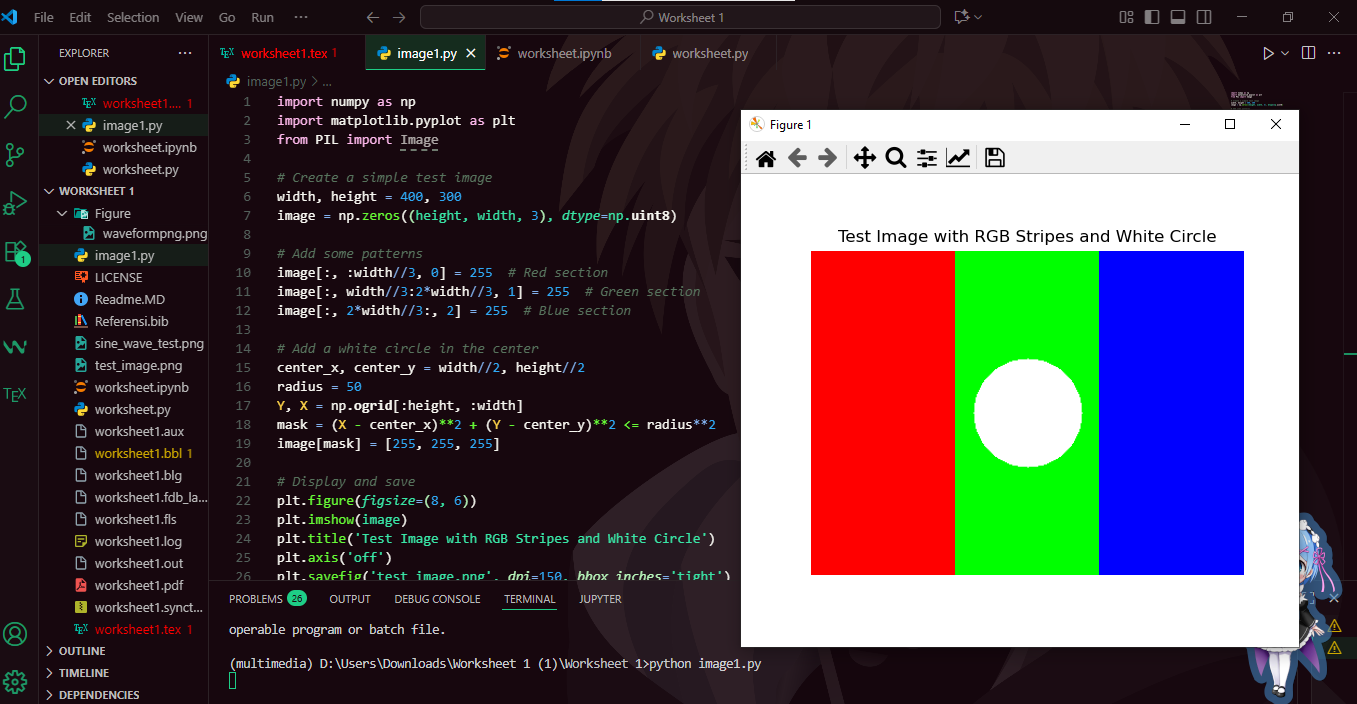 File Edit Selection View Go Run ··· Worksheet 1
EXPLORER ···
OPEN EDITORS
TEX worksheet1.... 1
image1.py
worksheet.ipynb
worksheet.py
WORKSHEET 1
Figure
waveformpng.png
image1.py
LICENSE
Readme.MD
Referensi.bib
sine_wave_test.png
test_image.png
worksheet.ipynb
worksheet.py
worksheet1.aux
worksheet1.bbl 1
worksheet1.blg
worksheet1.fdb_la...
worksheet1.fls
worksheet1.log
worksheet1.out
worksheet1.pdf
worksheet1.synct...
TEX worksheet1.tex 1
OUTLINE
TIMELINE
DEPENDENCIES
1
TEX
TEX worksheet1.tex 1 image1.py worksheet.ipynb worksheet.py
image1.py > ...
1 import numpy as np
2 import matplotlib.pyplot as plt
3 from PIL import Image
4
5 # Create a simple test image
6 width, height = 400, 300
7 image = np.zeros((height, width, 3), dtype=np.uint8)
8
9 # Add some patterns
10 image[:, :width//3, 0] = 255  # Red section
11 image[:, width//3:2*width//3, 1] = 255  # Green section
12 image[:, 2*width//3:, 2] = 255  # Blue section
13
14 # Add a white circle in the center
15 center_x, center_y = width//2, height//2
16 radius = 50
17 Y, X = np.ogrid[:height, :width]
18 mask = (X - center_x)**2 + (Y - center_y)**2 <= radius**2
19 image[mask] = [255, 255, 255]
20
21 # Display and save
22 plt.figure(figsize=(8, 6))
23 plt.imshow(image)
24 plt.title('Test Image with RGB Stripes and White Circle')
25 plt.axis('off')
26 plt.savefig('test_image.png', dpi=150, bbox_inches='tight')
PROBLEMS 26 OUTPUT DEBUG CONSOLE TERMINAL JUPYTER
operable program or batch file.
(multimedia) D:\Users\Downloads\Worksheet 1 (1)\Worksheet 1>python image1.py
Figure 1
Test Image with RGB Stripes and White Circle